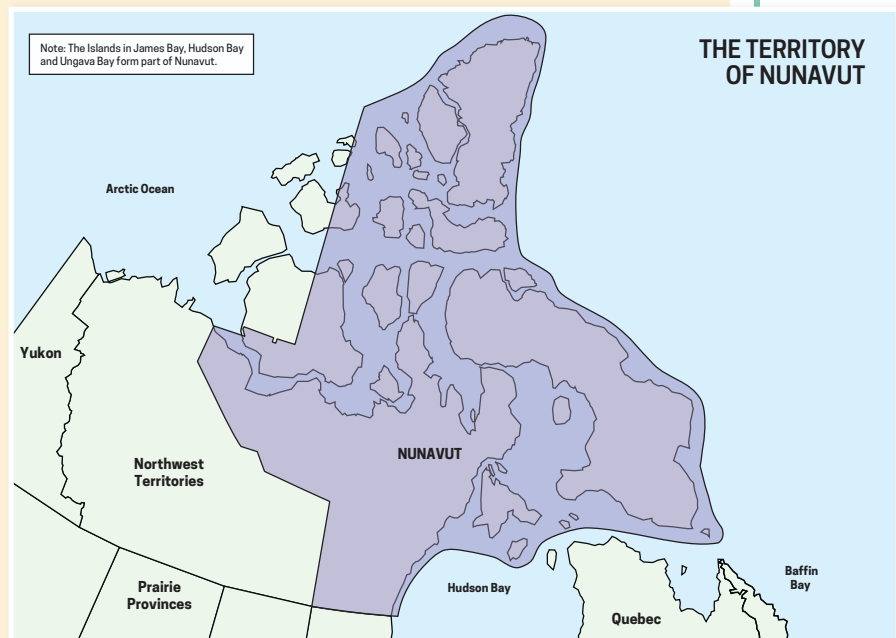 Note: The Islands in James Bay, Hudson Bay
and Ungava Bay form part of Nunavut.
THE TERRITORY
OF NUNAVUT
Arctic Ocean
Yukon
Northwest
Territories
NUNAVUT
Prairie
Provinces
Hudson Bay
Baffin
Bay
Quebec